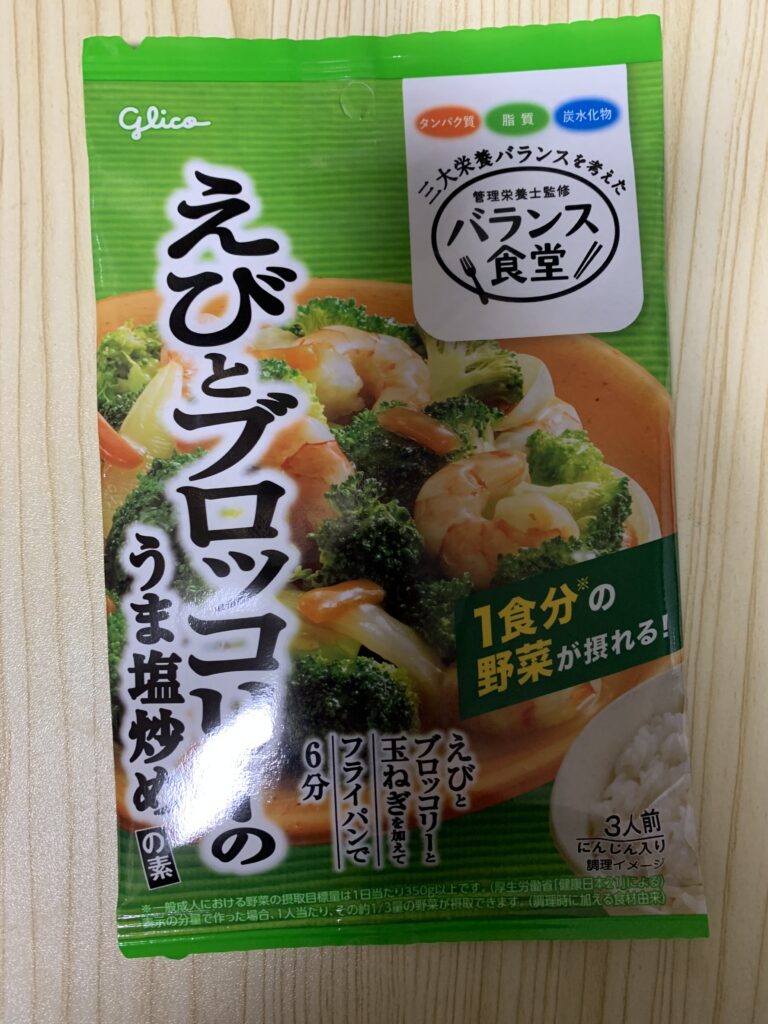 Glico
タンパク質
脂質
炭水化物
三大栄養バランスを考えた
管理栄養士監修
バランス
食堂
えびとブロッコリーの
うま塩炒め
の素
1食分※の
野菜が摂れる!
えびと
ブロッコリーと
玉ねぎを加えて
フライパンで
6分
3人前
にんじん入り
調理イメージ
※一般成人における野菜の摂取目標量は1日当たり350g以上です。(厚生労働省「健康日本21」による)
表示の分量で作った場合、1人当たり、その約1/3量の野菜が摂取できます。(調理時に加える食材由来)